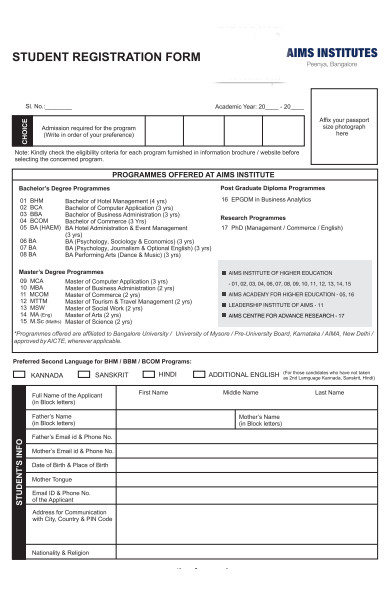 STUDENT REGISTRATION FORM
AIMS INSTITUTES
Peenya, Bangalore
Sl. No.:_______
Academic Year: 20____ - 20____
Affix your passport
size photograph
here
CHOICE
Admission required for the program
(Write in order of your preference)
Note: Kindly check the eligibility criteria for each program furnished in information brochure / website before
selecting the concerned program.
PROGRAMMES OFFERED AT AIMS INSTITUTE
Bachelor's Degree Programmes
01 BHM Bachelor of Hotel Management (4 yrs)
02 BCA Bachelor of Computer Application (3 yrs)
03 BBA Bachelor of Business Administration (3 yrs)
04 BCOM Bachelor of Commerce (3 Yrs)
05 BA (HAEM) BA Hotel Administration & Event Management
(3 yrs)
06 BA BA (Psychology, Sociology & Economics) (3 yrs)
07 BA BA (Psychology, Journalism & Optional English) (3 yrs)
08 BA BA Performing Arts (Dance & Music) (3 yrs)
Master's Degree Programmes
09 MCA Master of Computer Application (3 yrs)
10 MBA Master of Business Administration (2 yrs)
11 MCOM Master of Commerce (2 yrs)
12 MTTM Master of Tourism & Travel Management (2 yrs)
13 MSW Master of Social Work (2 yrs)
14 MA (Eng) Master of Arts (2 yrs)
15 M.Sc (Maths) Master of Science (2 yrs)
Post Graduate Diploma Programmes
16 EPGDM in Business Analytics
Research Programmes
17 PhD (Management / Commerce / English)
AIMS INSTITUTE OF HIGHER EDUCATION
- 01, 02, 03, 04, 06, 07, 08, 09, 10, 11, 12, 13, 14, 15
AIMS ACADEMY FOR HIGHER EDUCATION - 05, 16
LEADERSHIP INSTITUTE OF AIMS - 11
AIMS CENTRE FOR ADVANCE RESEARCH - 17
*Programmes offered are affiliated to Bangalore University / University of Mysore / Pre-University Board, Karnataka / AIMA, New Delhi /
approved by AICTE, wherever applicable.
Preferred Second Language for BHM / BBM / BCOM Programs:
KANNADA SANSKRIT HINDI ADDITIONAL ENGLISH (For those candidates who have not taken
as 2nd Language Kannada, Sanskrit, Hindi)
STUDENT'S INFO
Full Name of the Applicant
(in Block letters)
First Name Middle Name Last Name
Father's Name
(in Block letters)
Mother's Name
(in Block letters)
Father's Email id & Phone No.
Mother's Email id & Phone No.
Date of Birth & Place of Birth
Mother Tongue
Email ID & Phone No.
of the Applicant
Address for Communication
with City, Country & PIN Code
Nationality & Religion